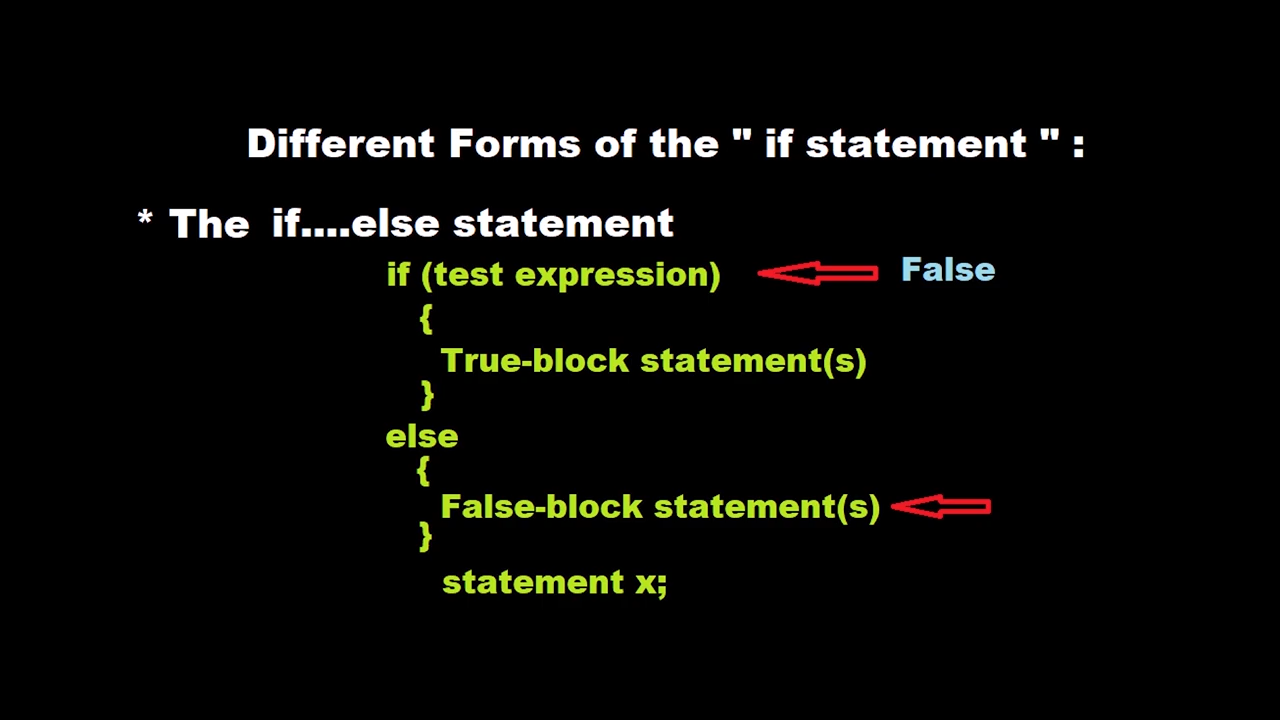 Different Forms of the " if statement " :
* The if....else statement
if (test expression) False
{
True-block statement(s)
}
else
{
False-block statement(s)
}
statement x;